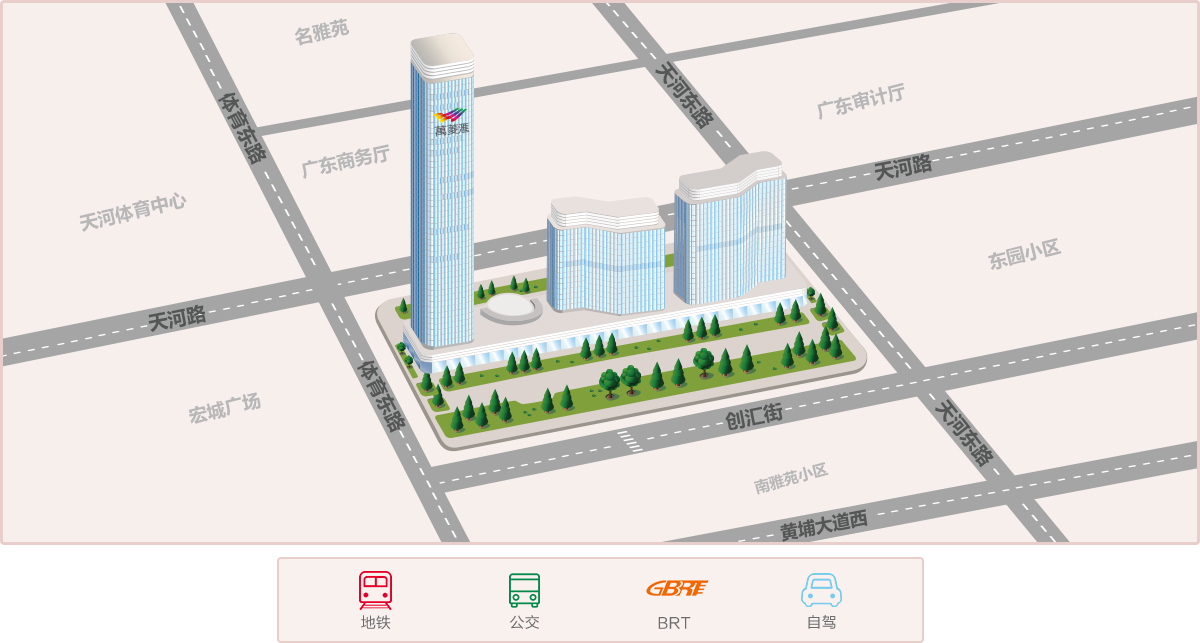 名雅苑
天河东路
体育东路
广东审计厅
萬菱滙
广东商务厅
天河路
天河体育中心
东园小区
天河路
体育东路
宏城广场
创汇街
天河东路
南雅苑小区
黄埔大道西
GBRT
地铁
公交
BRT
自驾